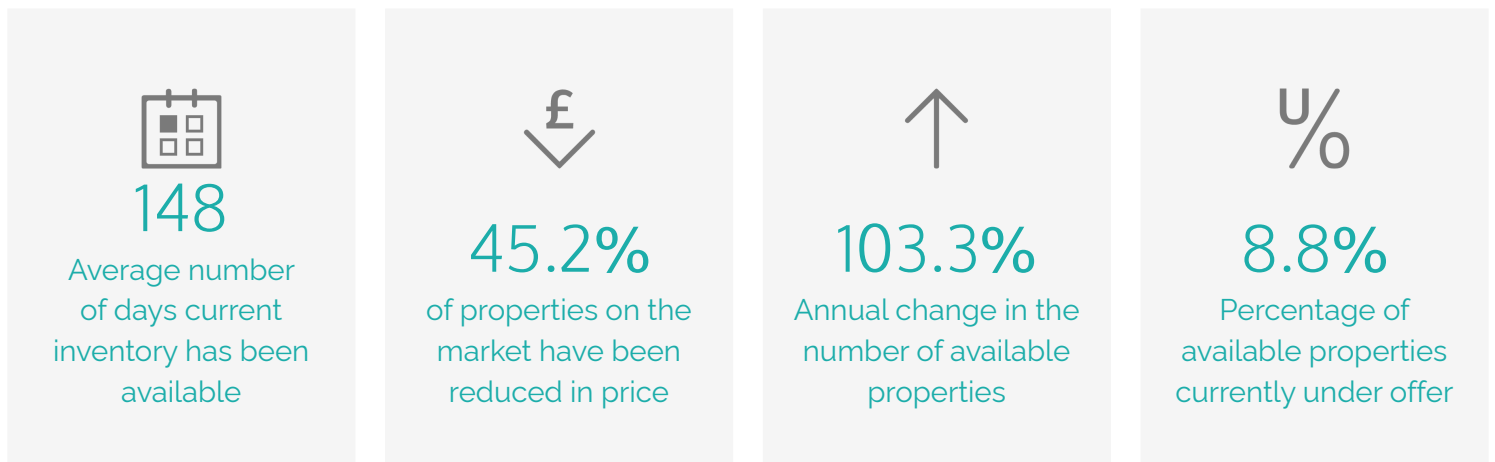 148
Average number
of days current
inventory has been
available
£
45.2%
of properties on the
market have been
reduced in price
103.3%
Annual change in the
number of available
properties
U/O
8.8%
Percentage of
available properties
currently under offer